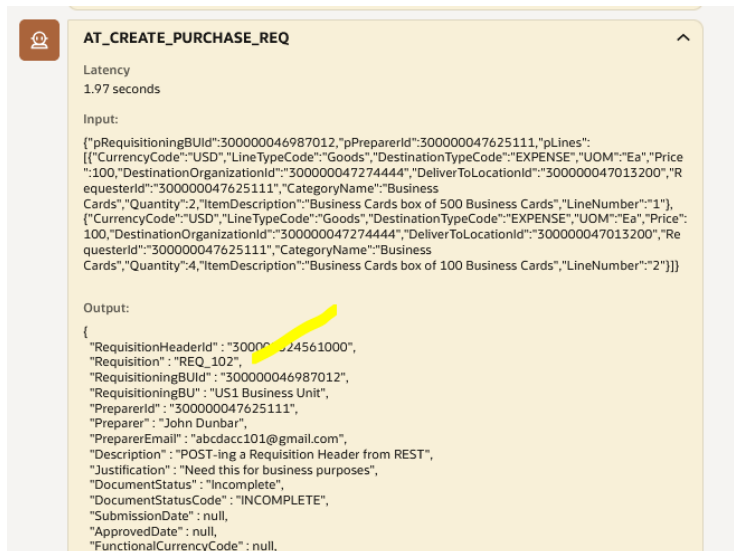 AT_CREATE_PURCHASE_REQ
Latency
1.97 seconds
Input:
{"pRequisitioningBUId":300000046987012,"pPreparerId":300000047625111,"pLines":
[{"CurrencyCode":"USD","LineTypeCode":"Goods","DestinationTypeCode":"EXPENSE","UOM":"Ea","Price
":100,"DestinationOrganizationId":"300000047274444","DeliverToLocationId":"300000047013200","R
equesterId":"300000047625111","CategoryName":"Business
Cards","Quantity":2,"ItemDescription":"Business Cards box of 500 Business Cards","LineNumber":"1"},
{"CurrencyCode":"USD","LineTypeCode":"Goods","DestinationTypeCode":"EXPENSE","UOM":"Ea","Price":
100,"DestinationOrganizationId":"300000047274444","DeliverToLocationId":"300000047013200","Re
questerId":"300000047625111","CategoryName":"Business
Cards","Quantity":4,"ItemDescription":"Business Cards box of 100 Business Cards","LineNumber":"2"}]}
Output:
{
"RequisitionHeaderId" :
"Requisition" : "REQ_102",
"RequisitioningBUId" : "300000046987012",
"RequisitioningBU" : "US1 Business Unit",
"PreparerId" : "300000047625111",
"Preparer" : "John Dunbar",
"PreparerEmail" : "abcdacc101@gmail.com",
"Description" : "POST-ing a Requisition Header from REST",
"Justification" : "Need this for business purposes",
"DocumentStatus" : "Incomplete",
"DocumentStatusCode" : "INCOMPLETE",
"SubmissionDate" : null,
"ApprovedDate" : null,
"FunctionalCurrencyCode" : null,